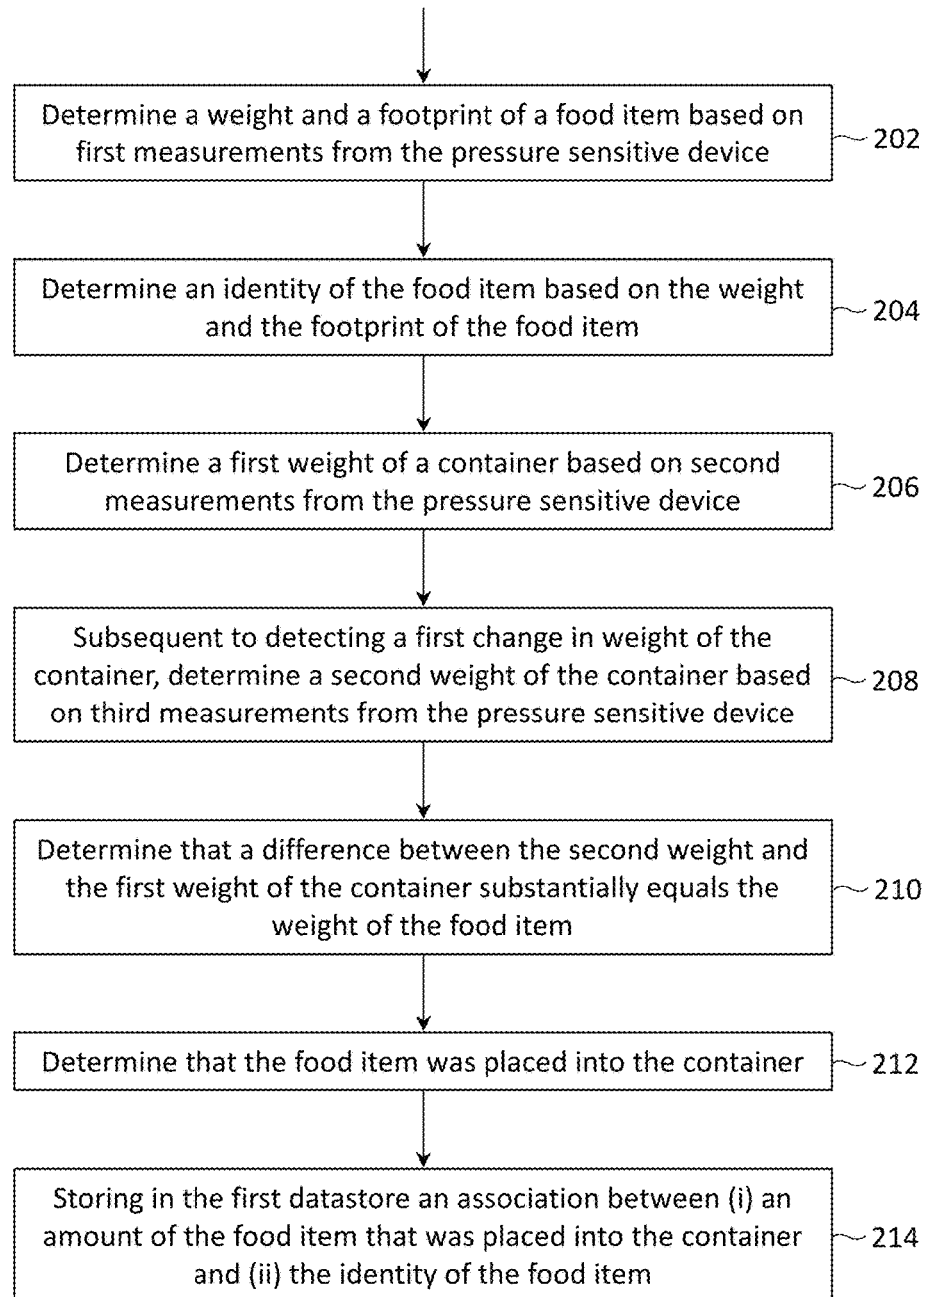 Determine a weight and a footprint of a food item based on
first measurements from the pressure sensitive device
202
Determine an identity of the food item based on the weight
and the footprint of the food item
204
Determine a first weight of a container based on second
measurements from the pressure sensitive device
206
Subsequent to detecting a first change in weight of the
container, determine a second weight of the container based
on third measurements from the pressure sensitive device
208
Determine that a difference between the second weight and
the first weight of the container substantially equals the
weight of the food item
210
Determine that the food item was placed into the container
212
Storing in the first datastore an association between (i) an
amount of the food item that was placed into the container
and (ii) the identity of the food item
214